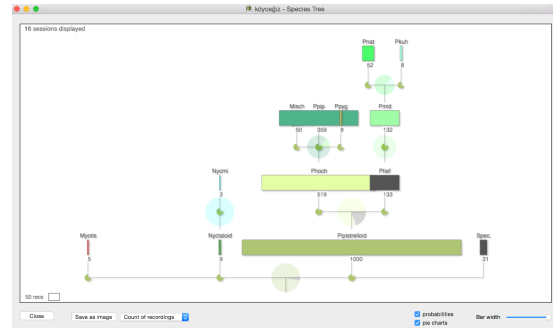 köyceğiz - Species Tree
16 sessions displayed
Pnat Pkuh
52 8
Misch Ppip Ppyg Pmid
50 359 8 132
Nycmi Phoch Ptief
3 519 133
Myotis Nyctaloid Pipistrelloid Spec.
5 9 1000 31
50 recs
Close Save as image Count of recordings probabilities Bar width
pie charts